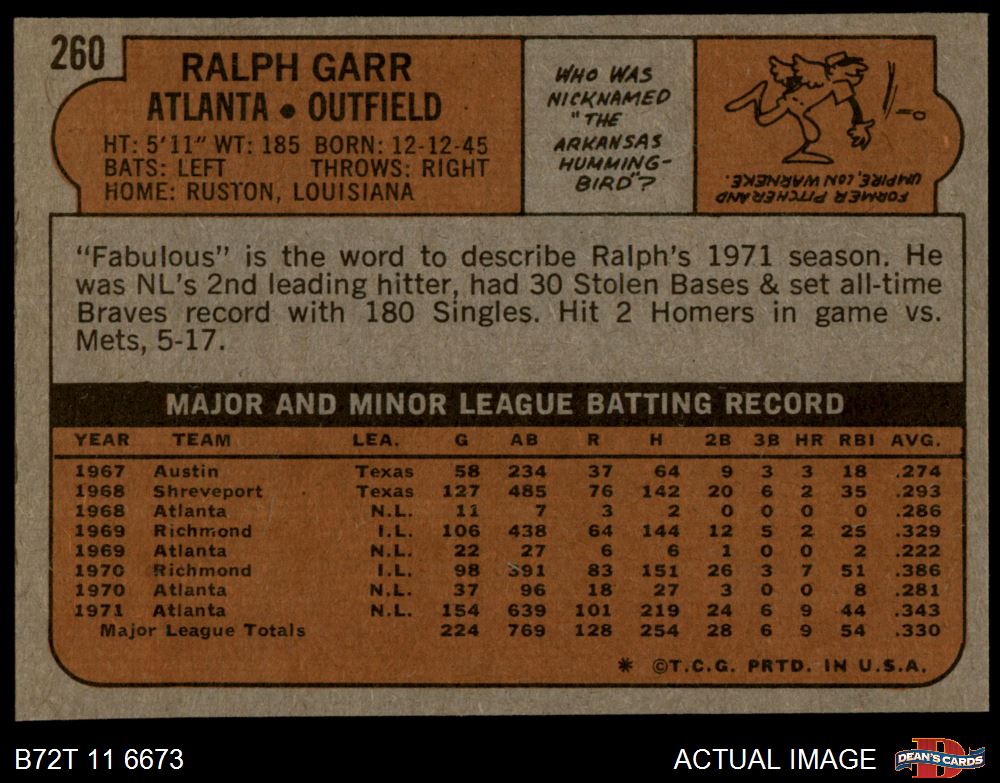 260
RALPH GARR
ATLANTA • OUTFIELD
HT: 5'11" WT: 185 BORN: 12-12-45
BATS: LEFT THROWS: RIGHT
HOME: RUSTON, LOUISIANA
WHO WAS
NICKNAMED
"THE
ARKANSAS
HUMMING-
BIRD"?
FORMER PITCHER AND
UMPIRE, LON WARNEKE.
"Fabulous" is the word to describe Ralph's 1971 season. He
was NL's 2nd leading hitter, had 30 Stolen Bases & set all-time
Braves record with 180 Singles. Hit 2 Homers in game vs.
Mets, 5-17.
MAJOR AND MINOR LEAGUE BATTING RECORD
YEAR TEAM LEA. G AB R H 2B 3B HR RBI AVG.
1967 Austin Texas 58 234 37 64 9 3 3 18 .274
1968 Shreveport Texas 127 485 76 142 20 6 2 35 .293
1968 Atlanta N.L. 11 7 3 2 0 0 0 0 .286
1969 Richmond I.L. 106 438 64 144 12 5 2 25 .329
1969 Atlanta N.L. 22 27 6 6 1 0 0 2 .222
1970 Richmond I.L. 98 391 83 151 26 3 7 51 .386
1970 Atlanta N.L. 37 96 18 27 3 0 0 8 .281
1971 Atlanta N.L. 154 639 101 219 24 6 9 44 .343
Major League Totals 224 769 128 254 28 6 9 54 .330
* ©T.C.G. PRTD. IN U.S.A.
B72T 11 6673
ACTUAL IMAGE
D
DEAN'S CARDS